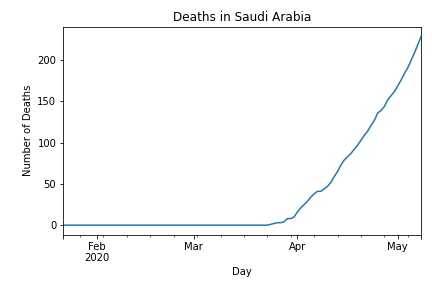 Deaths in Saudi Arabia
Number of Deaths
200
150
100
50
0
Feb
2020
Mar
Apr
May
Day